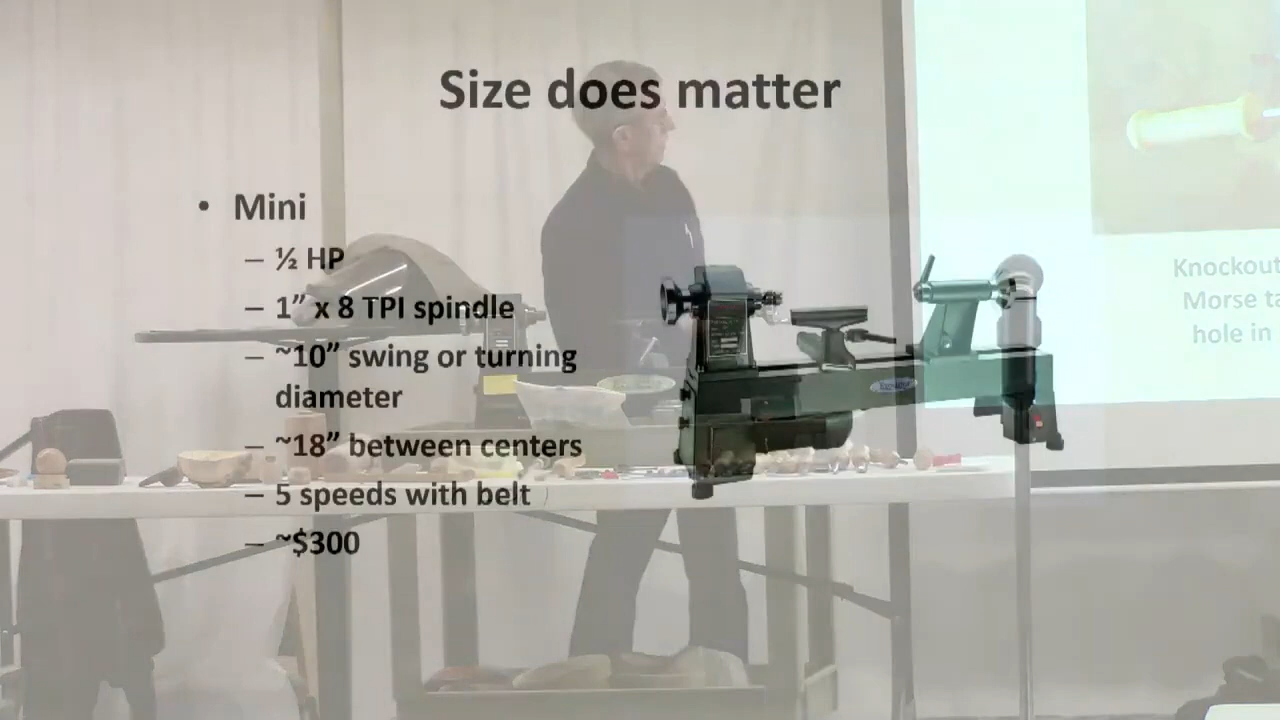 Size does matter
• Mini
– ½ HP
– 1” x 8 TPI spindle
– ~10” swing or turning
diameter
– ~18” between centers
– 5 speeds with belt
– ~$300
Knockout
Morse ta
hole in